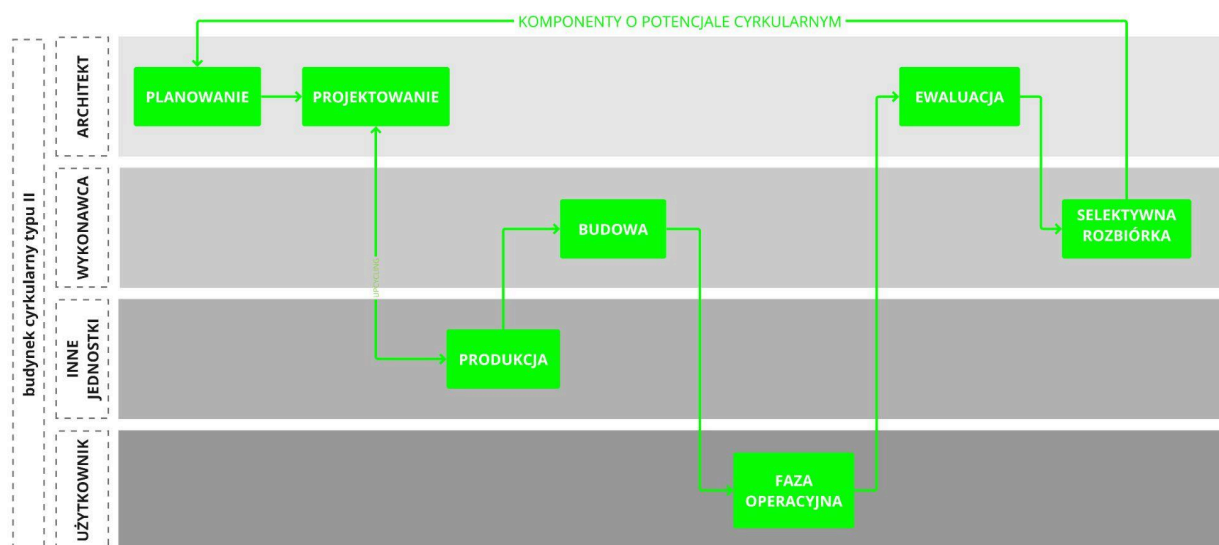 KOMPONENTY O POTENCJALE CYRKULARNYM
budynek cyrkularny typu II
ARCHITEKT
PLANOWANIE
PROJEKTOWANIE
EWALUACJA
WYKONAWCA
BUDOWA
SELEKTYWNA
ROZBIÓRKA
INNE
JEDNOSTKI
PRODUKCJA
UŻYTKOWNIK
FAZA
OPERACYJNA